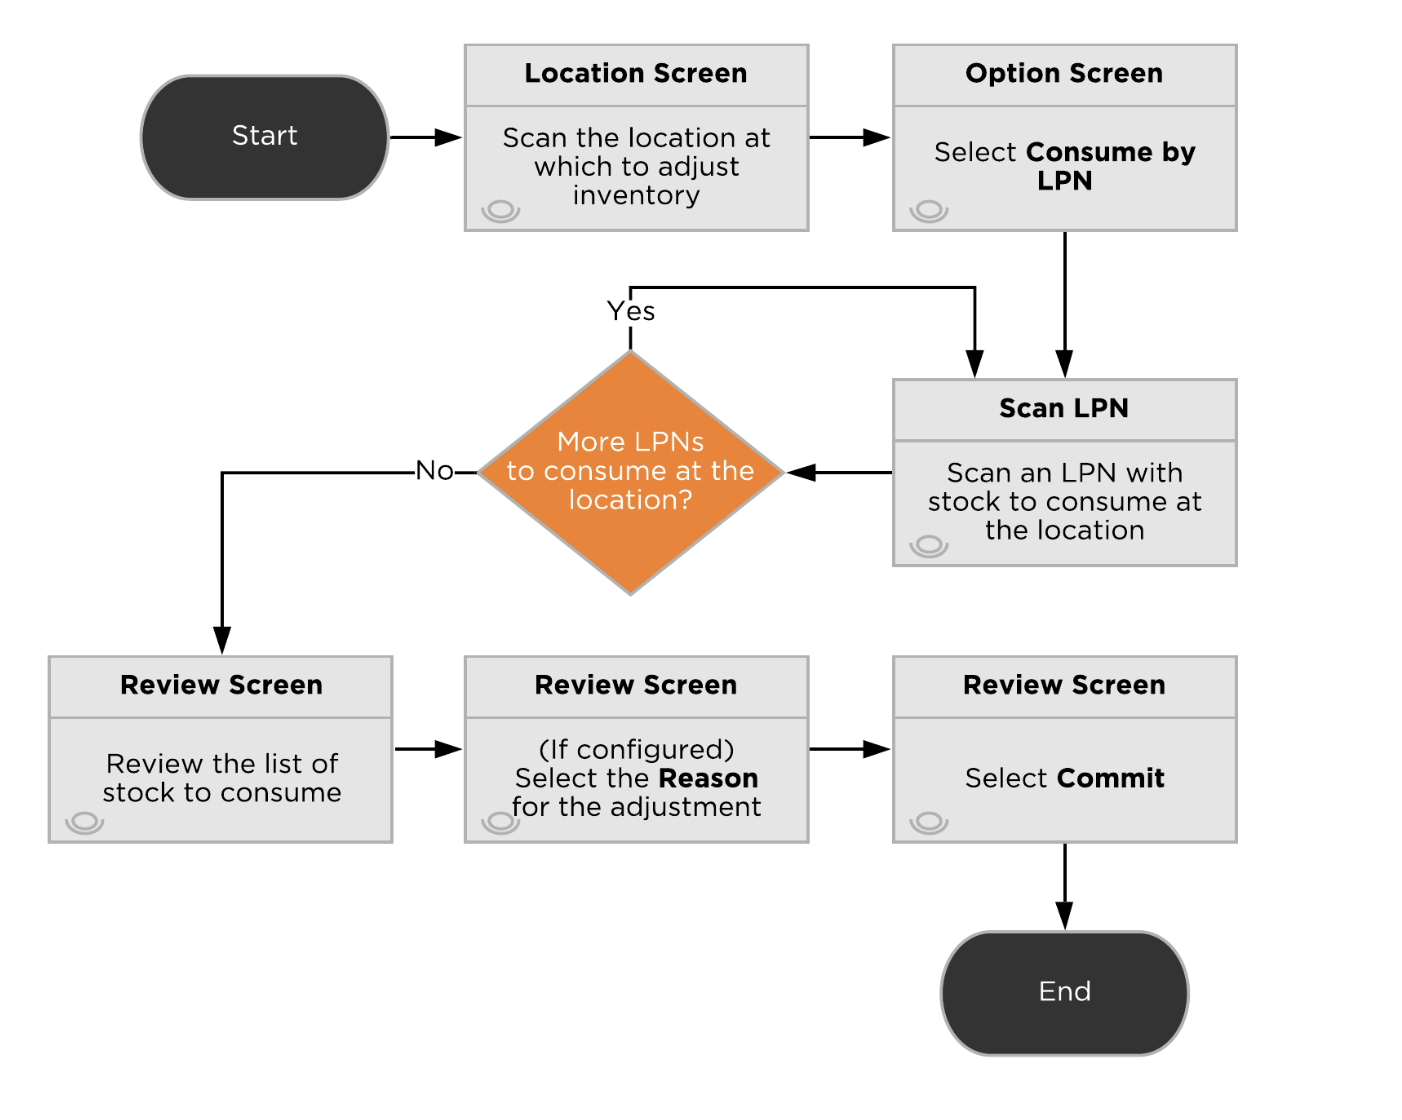 Start
Location Screen
Scan the location at
which to adjust
inventory
Option Screen
Select Consume by
LPN
Yes
Scan LPN
Scan an LPN with
stock to consume at
the location
More LPNs
to consume at the
location?
No
Review Screen
Review the list of
stock to consume
Review Screen
(If configured)
Select the Reason
for the adjustment
Review Screen
Select Commit
End